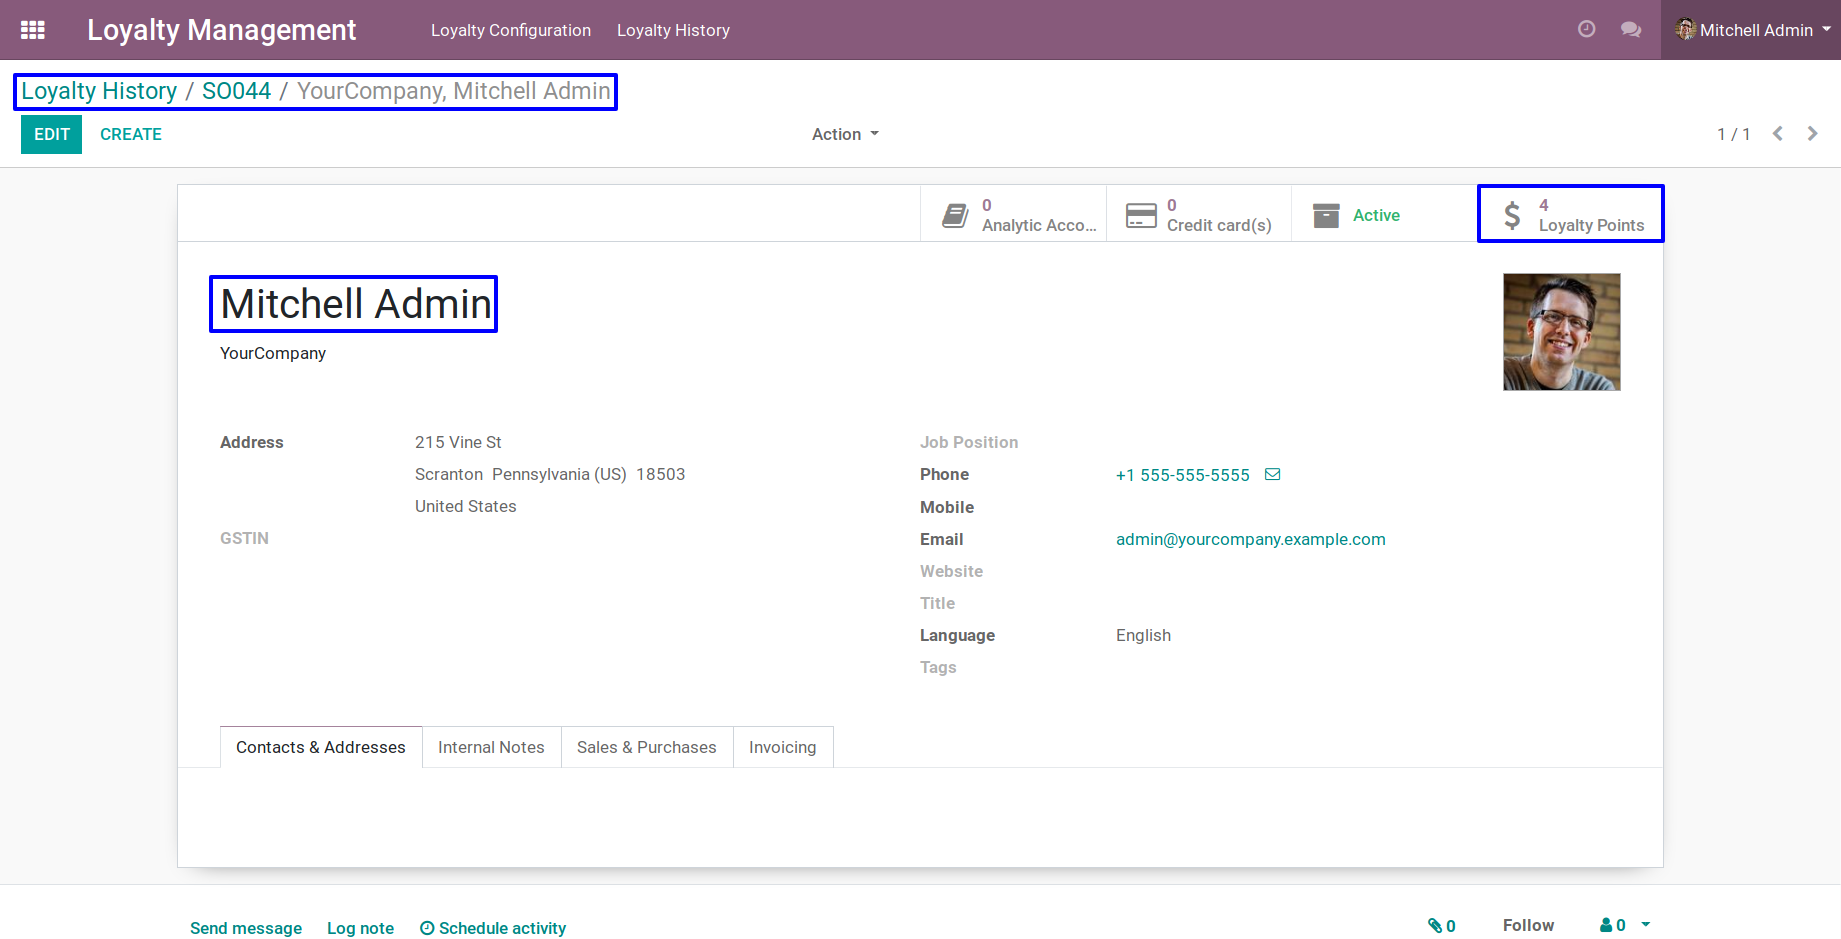 Loyalty Management
Loyalty Configuration
Loyalty History
Mitchell Admin
Loyalty History / SO044 / YourCompany, Mitchell Admin
EDIT
CREATE
Action
1 / 1
0
Analytic Acco...
0
Credit card(s)
Active
4
Loyalty Points
Mitchell Admin
YourCompany
Address
215 Vine St
Scranton Pennsylvania (US) 18503
United States
GSTIN
Job Position
Phone
+1 555-555-5555
Mobile
Email
admin@yourcompany.example.com
Website
Title
Language
English
Tags
Contacts & Addresses
Internal Notes
Sales & Purchases
Invoicing
Send message
Log note
Schedule activity
0
Follow
0